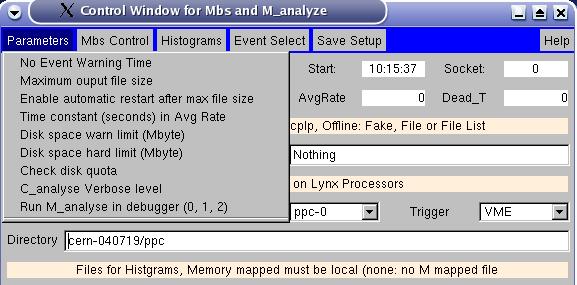 Control Window for Mbs and M_analyze
Parameters Mbs Control Histograms Event Select Save Setup Help
No Event Warning Time
Maximum ouput file size
Enable automatic restart after max file size
Time constant (seconds) in Avg Rate
Disk space warn limit (Mbyte)
Disk space hard limit (Mbyte)
Check disk quota
C_analyse Verbose level
Run M_analyse in debugger (0, 1, 2)
Start: 10:15:37 Socket: 0
AvgRate 0 Dead_T 0
cplp, Offline: Fake, File or File List
Nothing
on Lynx Processors
ppc-0 Trigger VME
Directory cern-040719/ppc
Files for Histgrams, Memory mapped must be local (none: no M mapped file